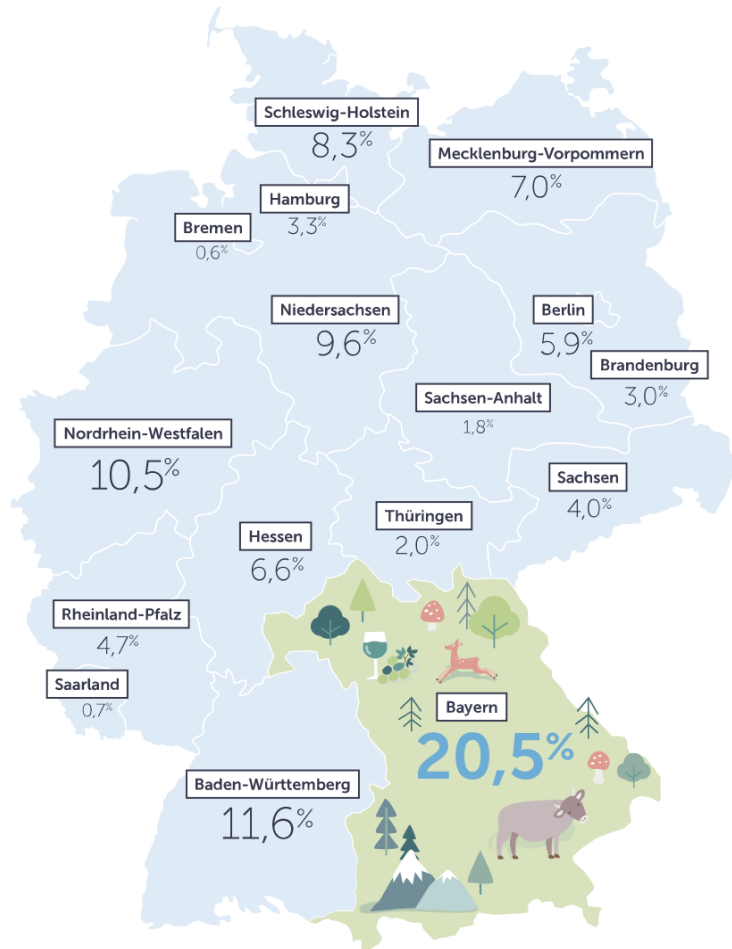 Schleswig-Holstein
8,3%
Mecklenburg-Vorpommern
7,0%
Hamburg
3,3%
Bremen
0,6%
Niedersachsen
9,6%
Berlin
5,9%
Brandenburg
3,0%
Sachsen-Anhalt
1,8%
Nordrhein-Westfalen
10,5%
Sachsen
4,0%
Thüringen
2,0%
Hessen
6,6%
Rheinland-Pfalz
4,7%
Saarland
0,7%
Bayern
20,5%
Baden-Württemberg
11,6%